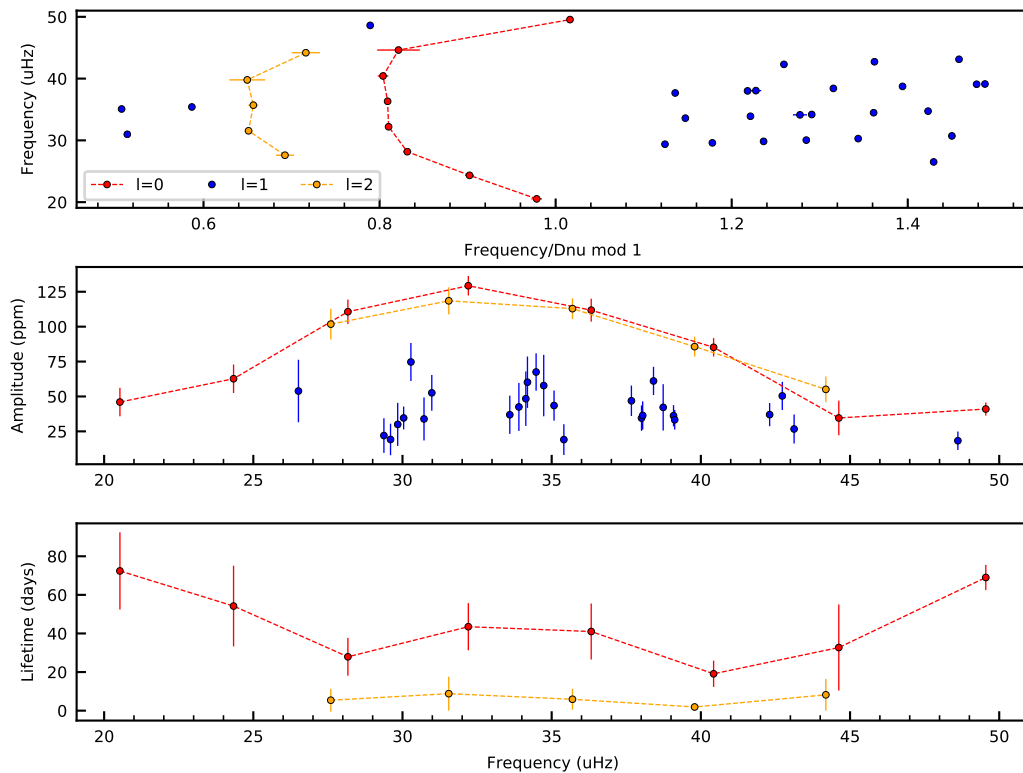 50
40
30
20
Frequency (uHz)
l=0 l=1 l=2
0.6 0.8 1.0 1.2 1.4
Frequency/Dnu mod 1
125
100
75
50
25
Amplitude (ppm)
20 25 30 35 40 45 50
80
60
40
20
0
Lifetime (days)
20 25 30 35 40 45 50
Frequency (uHz)